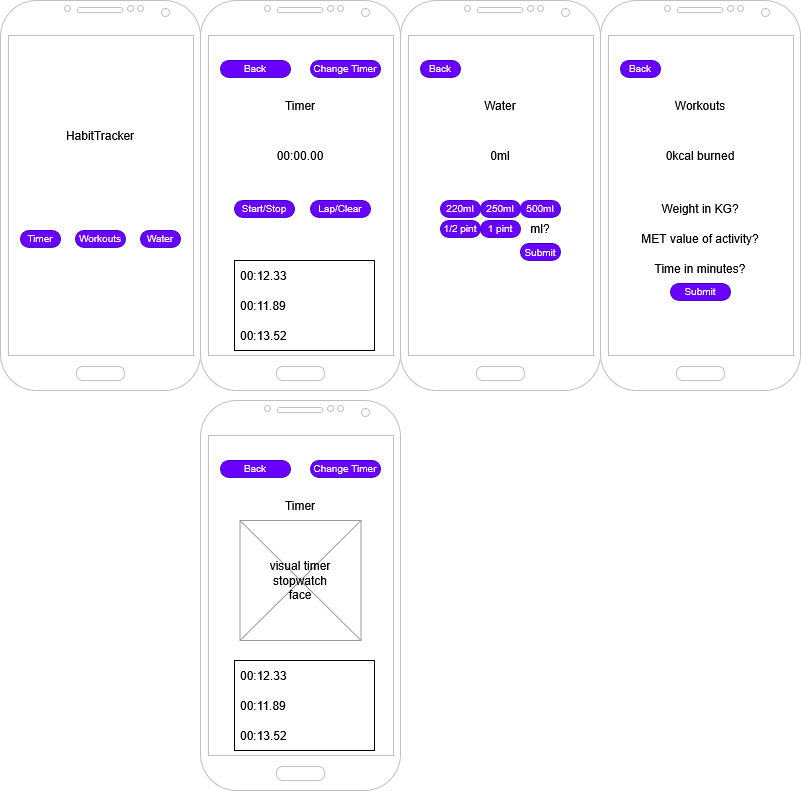 HabitTracker
Timer
Workouts
Water
Back
Change Timer
Timer
00:00.00
Start/Stop
Lap/Clear
00:12.33
00:11.89
00:13.52
Back
Water
0ml
220ml
250ml
500ml
1/2 pint
1 pint
ml?
Submit
Back
Workouts
0kcal burned
Weight in KG?
MET value of activity?
Time in minutes?
Submit
Back
Change Timer
Timer
visual timer
stopwatch
face
00:12.33
00:11.89
00:13.52